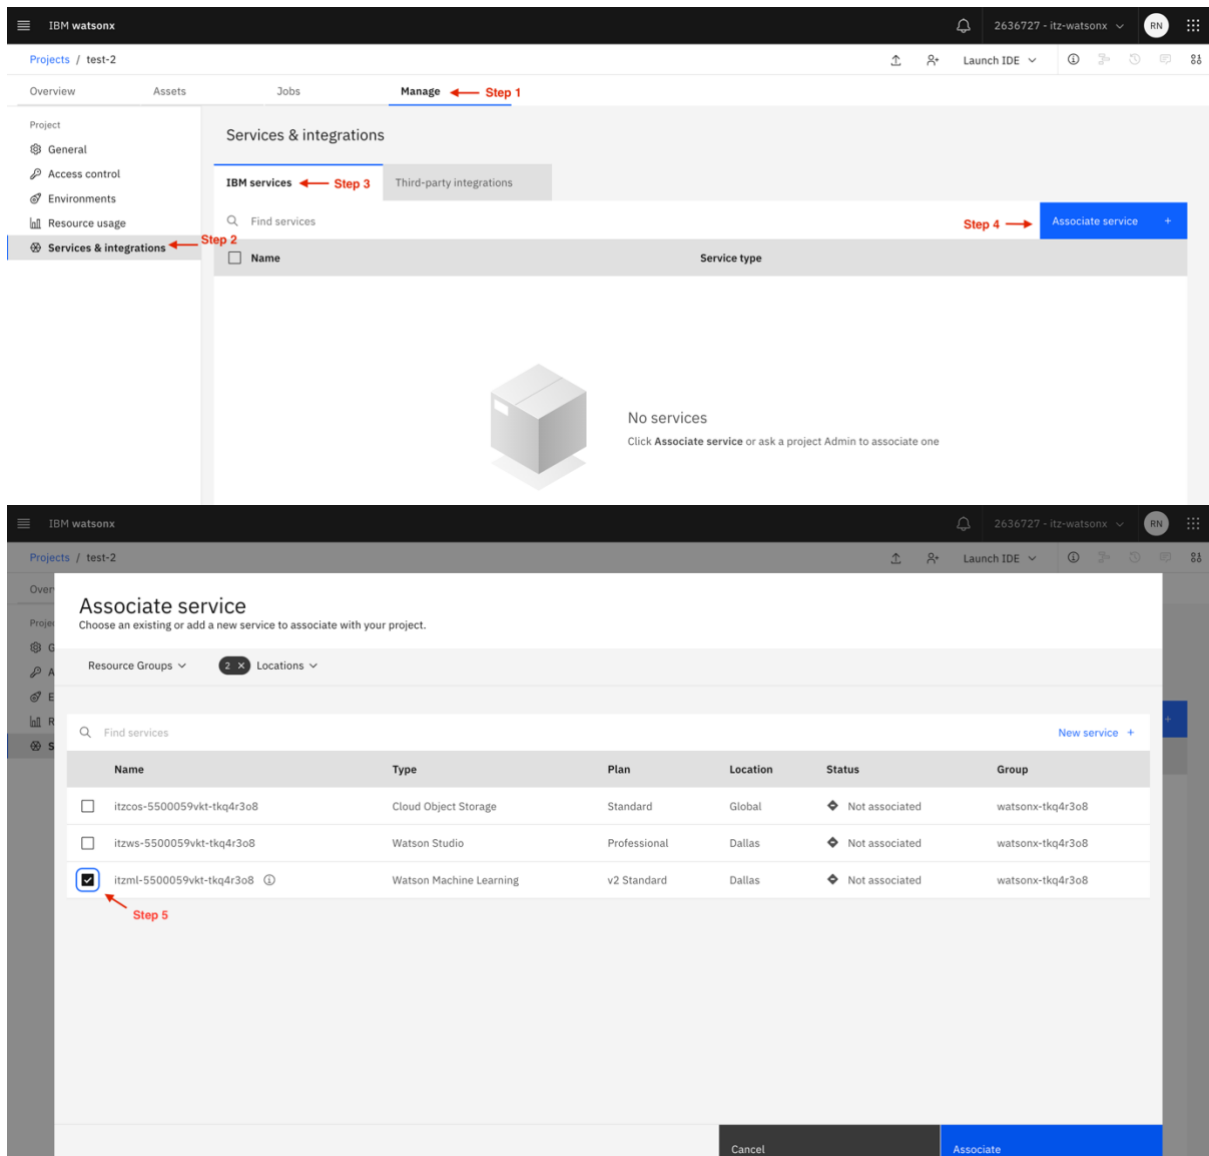 IBM watsonx
2636727 - itz-watsonx
RN
Projects / test-2
Launch IDE
Overview
Assets
Jobs
Manage
Step 1
Project
General
Access control
Environments
Resource usage
Services & integrations
Step 2
Services & integrations
IBM services
Step 3
Third-party integrations
Find services
Step 4
Associate service +
Name
Service type
No services
Click Associate service or ask a project Admin to associate one
IBM watsonx
2636727 - itz-watsonx
RN
Projects / test-2
Launch IDE
Over
Proje
G
A
E
R
S
+
Associate service
Choose an existing or add a new service to associate with your project.
Resource Groups
2 × Locations
Find services
New service +
Name Type Plan Location Status Group
itzcos-5500059vkt-tkq4r3o8 Cloud Object Storage Standard Global Not associated watsonx-tkq4r3o8
itzws-5500059vkt-tkq4r3o8 Watson Studio Professional Dallas Not associated watsonx-tkq4r3o8
itzml-5500059vkt-tkq4r3o8 Watson Machine Learning v2 Standard Dallas Not associated watsonx-tkq4r3o8
Step 5
Cancel
Associate